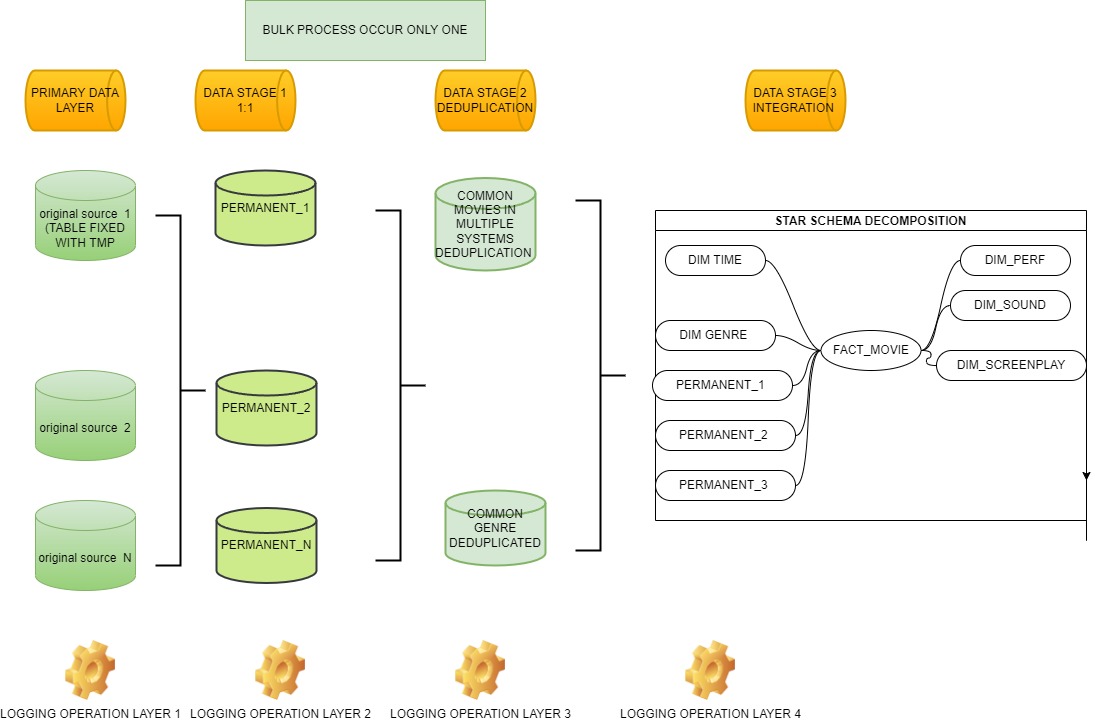 BULK PROCESS OCCUR ONLY ONE
PRIMARY DATA
LAYER
DATA STAGE 1
1:1
DATA STAGE 2
DEDUPLICATION
DATA STAGE 3
INTEGRATION
original source 1
(TABLE FIXED
WITH TMP
PERMANENT_1
COMMON
MOVIES IN
MULTIPLE
SYSTEMS
DEDUPLICATION
original source 2
PERMANENT_2
original source N
PERMANENT_N
COMMON
GENRE
DEDUPLICATED
STAR SCHEMA DECOMPOSITION
DIM TIME
DIM GENRE
PERMANENT_1
PERMANENT_2
PERMANENT_3
FACT_MOVIE
DIM_PERF
DIM_SOUND
DIM_SCREENPLAY
LOGGING OPERATION LAYER 1
LOGGING OPERATION LAYER 2
LOGGING OPERATION LAYER 3
LOGGING OPERATION LAYER 4